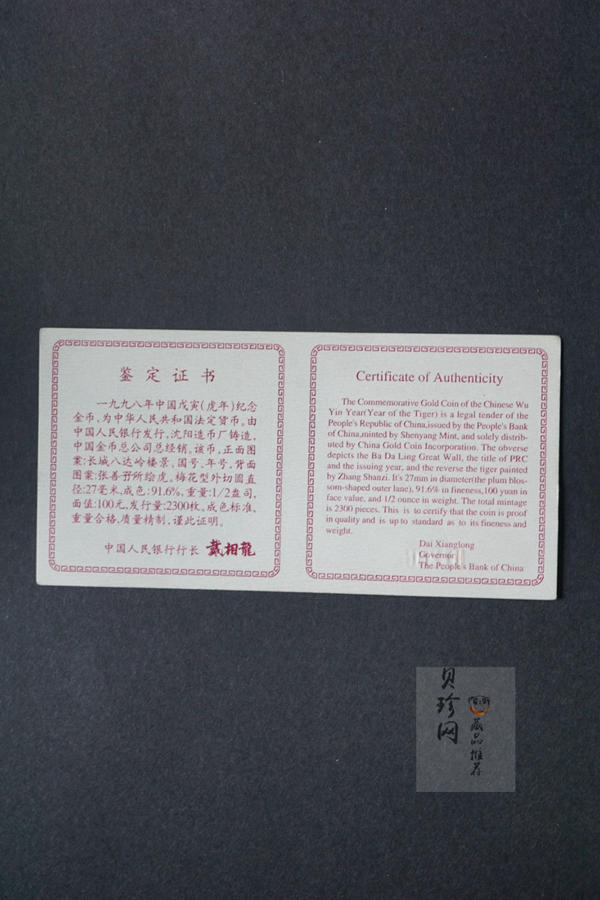 鉴定证书
一九九八年中国戊寅(虎年)纪念
金币,为中华人民共和国法定货币。由
中国人民银行发行,沈阳造币厂铸造,
中国金币总公司总经销。该币,正面图
案:长城八达岭楼景,国号、年号。背面
图案:张善孖所绘虎。梅花型外切圆直
径:27毫米,成色:91.6%,重量:1/2盎司,
面值:100元,发行量:2300枚。成色标准,
重量合格,质量精制,谨此证明。
中国人民银行行长 戴相龍
Certificate of Authenticity
The Commemorative Gold Coin of the Chinese Wu
Yin Year(Year of the Tiger) is a legal tender of the
People's Republic of China,issued by the People's Bank
of China,minted by Shenyang Mint, and solely distrib-
uted by China Gold Coin Incorporation. The obverse
depicts the Ba Da Ling Great Wall, the title of PRC
and the issuing year, and the reverse the tiger painted
by Zhang Shanzi. It's 27mm in diameter(the plum blos-
som-shaped outer lane), 91.6% in fineness,100 yuan in
face value, and 1/2 ounce in weight. The total mintage
is 2300 pieces. This is to certify that the coin is proof
in quality and is up to standard as to its fineness and
weight.
Dai Xianglong
Governor
The People's Bank of China
贝珍网
藏品推荐